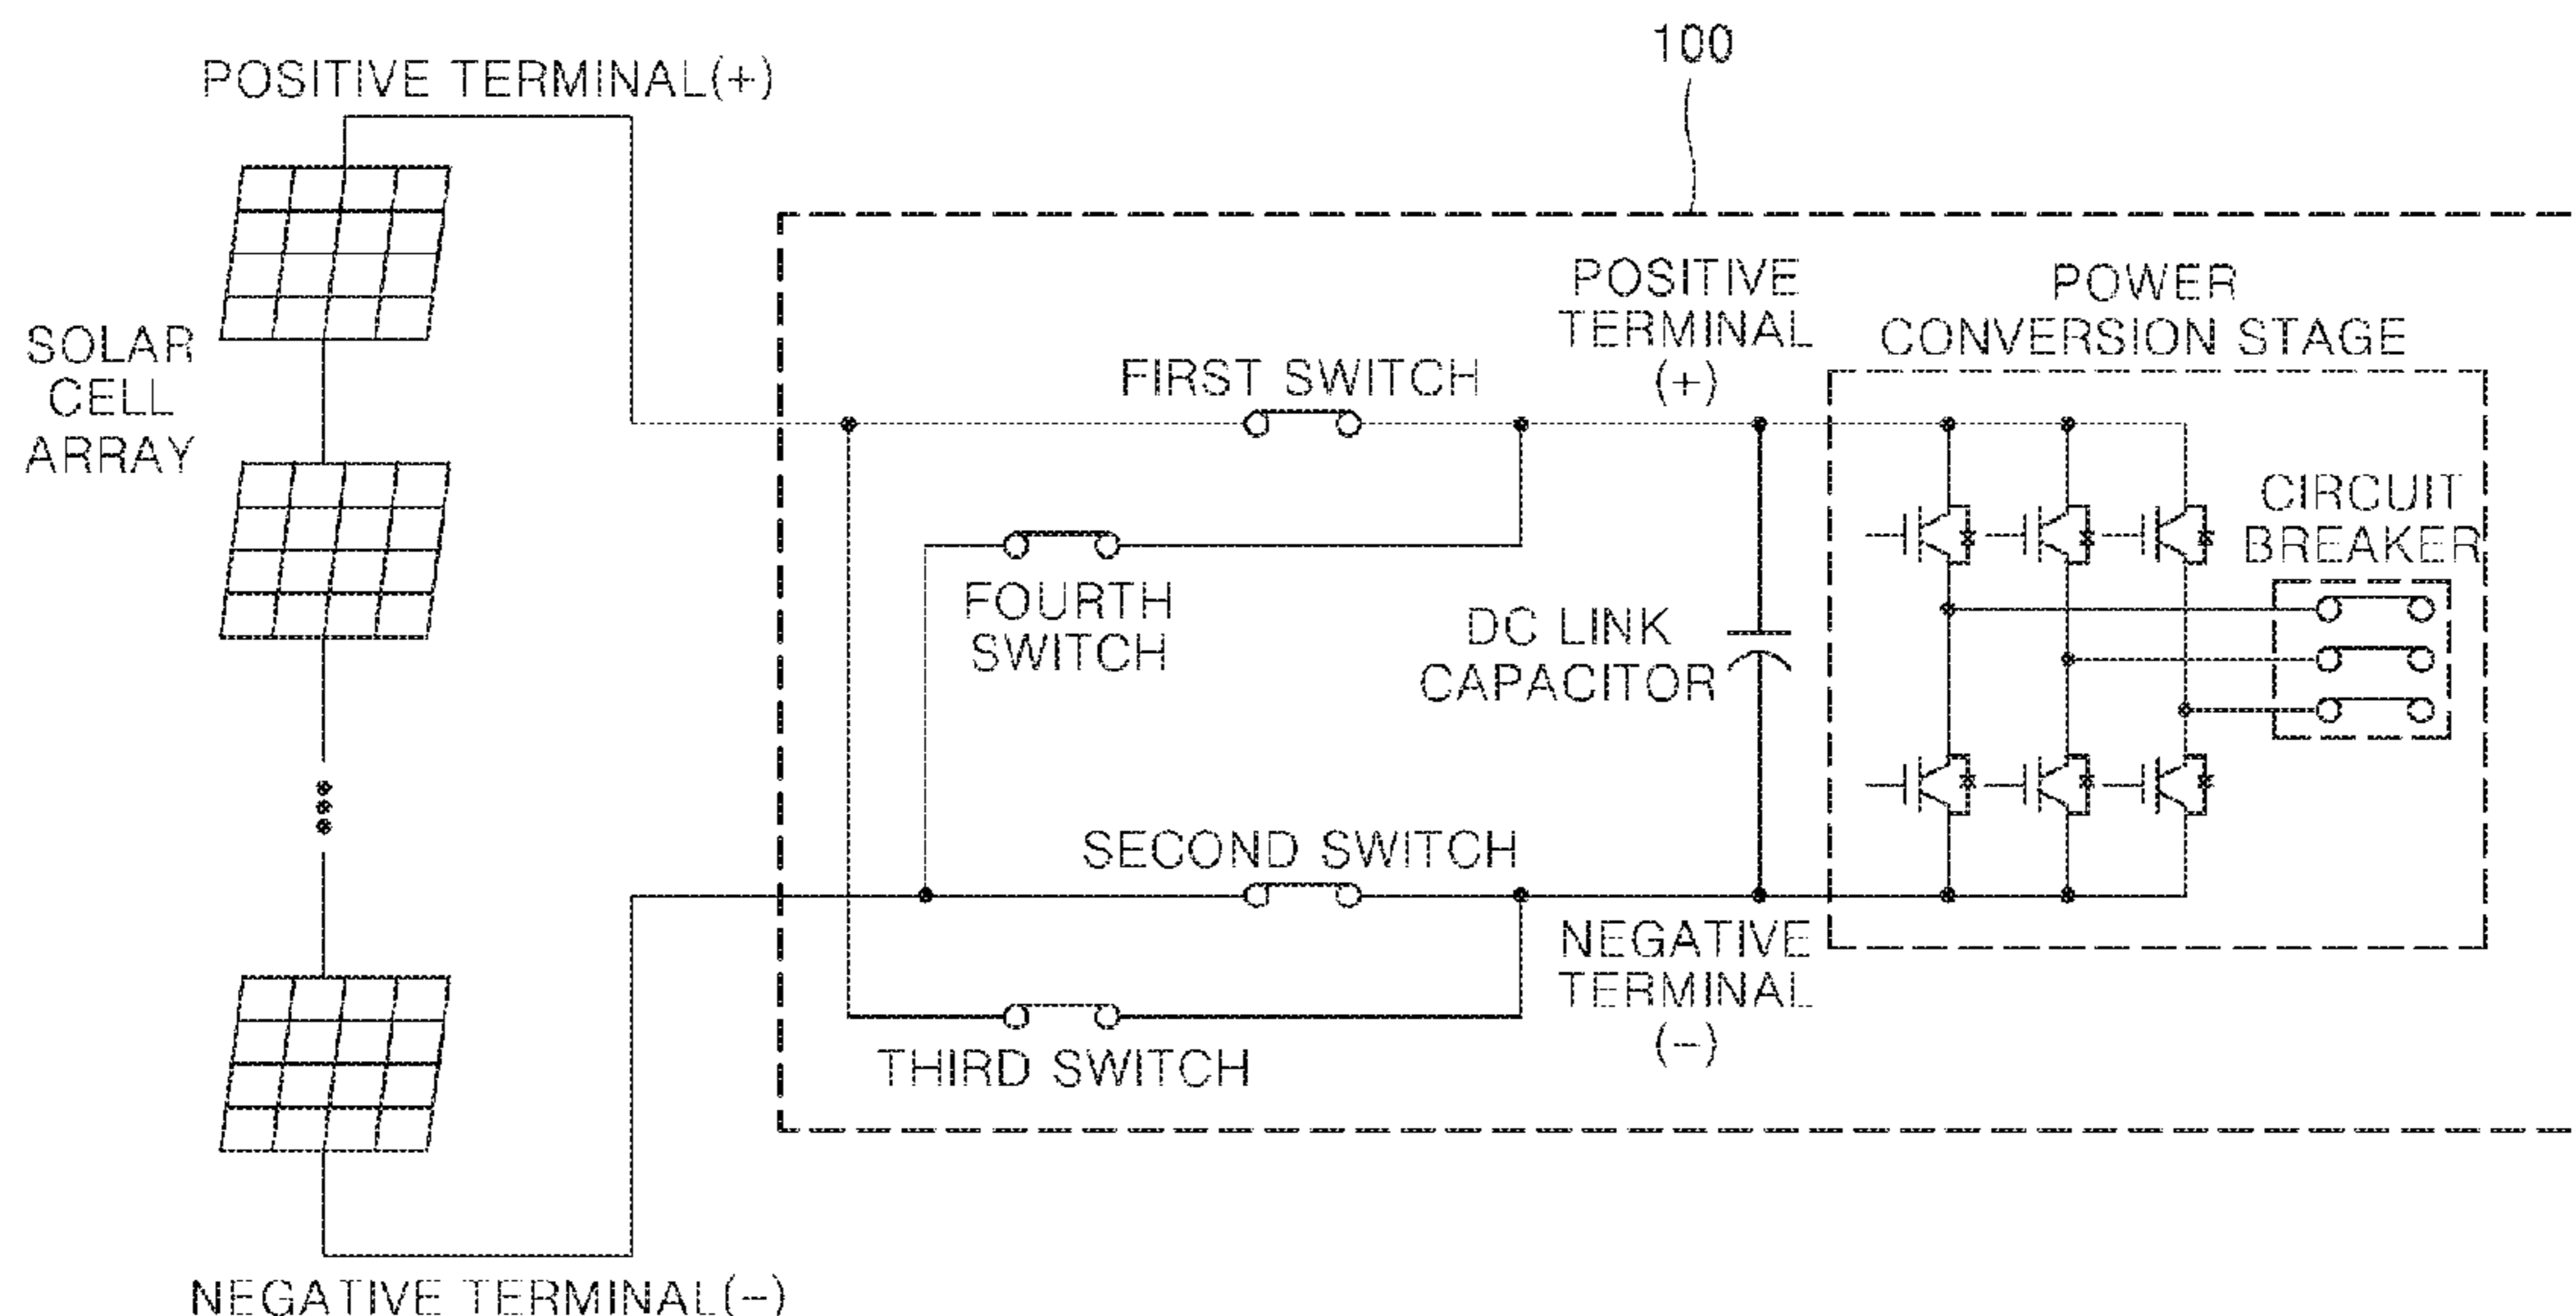 100
POSITIVE TERMINAL(+)
SOLAR
CELL
ARRAY
POSITIVE
TERMINAL
(+)
POWER
CONVERSION STAGE
FIRST SWITCH
CIRCUIT
BREAKER
FOURTH
SWITCH
DC LINK
CAPACITOR
SECOND SWITCH
NEGATIVE
TERMINAL
(−)
THIRD SWITCH
NEGATIVE TERMINAL(−)